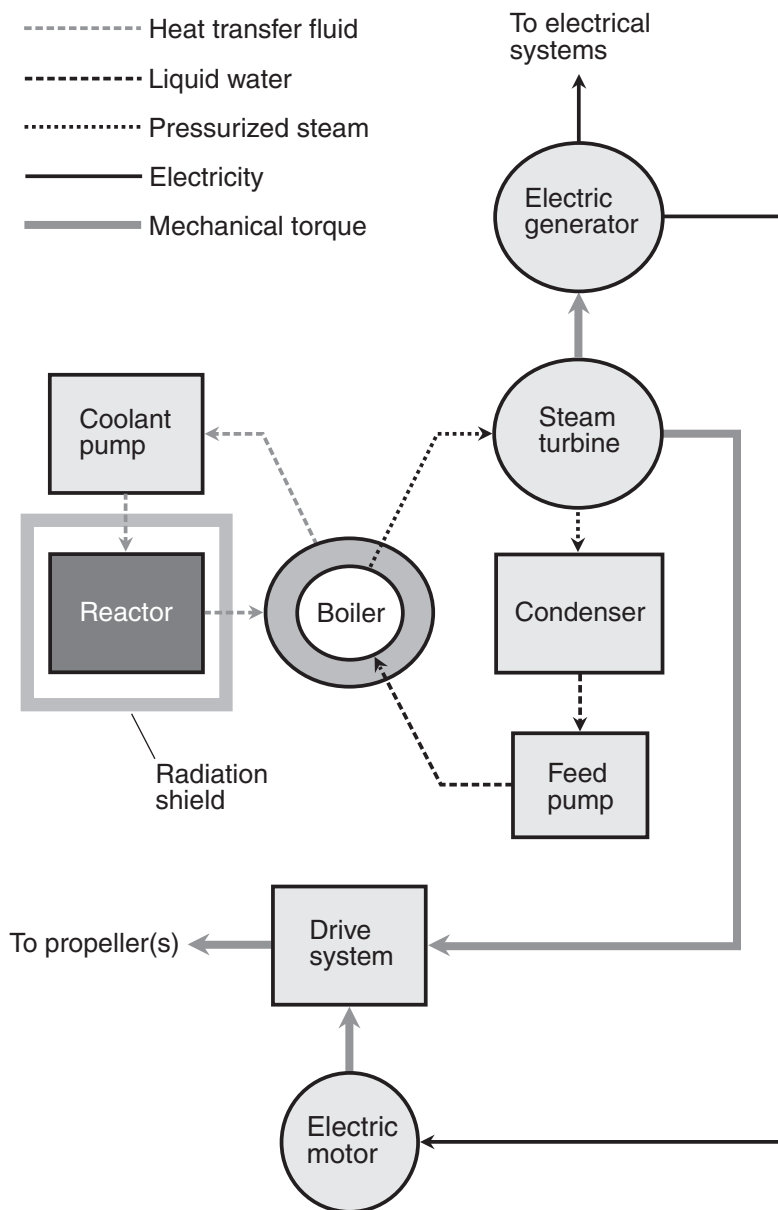 Heat transfer fluid
Liquid water
Pressurized steam
Electricity
Mechanical torque
To electrical
systems
Electric
generator
Coolant
pump
Steam
turbine
Reactor
Boiler
Condenser
Radiation
shield
Feed
pump
To propeller(s)
Drive
system
Electric
motor